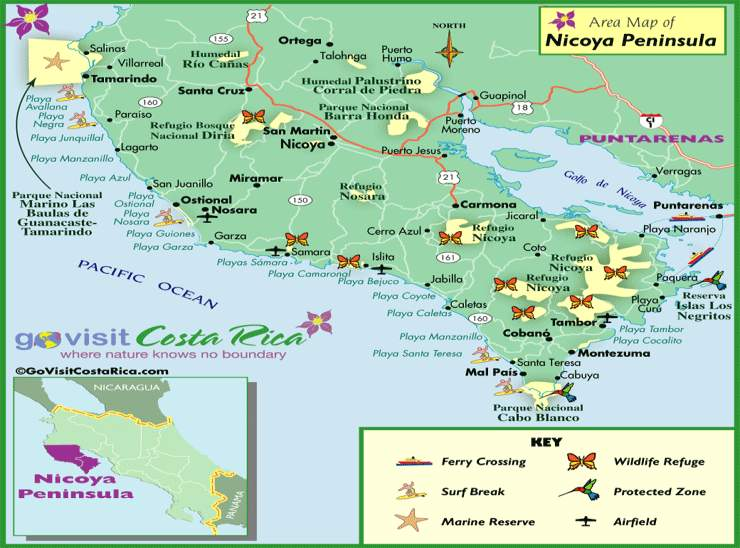 Area Map of
Nicoya Peninsula
NORTH
21
155
Ortega
Talohnga
Puerto
Humo
Salinas
Villarreal
Tamarindo
Humedal
Río Cañas
Humedal Palustrino
Corral de Piedra
Santa Cruz
Guapinol
18
Playa
Avallana
Playa
Negra
160
Paraíso
Parque Nacional
Barra Honda
Puerto
Moreno
Refugio Bosque
Nacional Diria
San Martin
Nicoya
PUNTARENAS
Playa Junquillal
Lagarto
Puerto Jesus
Playa Manzanillo
21
Verragas
Playa Azul
San Juanillo
Miramar
Refugio
Nosara
Golfo de Nicoya
Parque Nacional
Marino Las
Baulas de
Guanacaste-
Tamarindo
Playa
Ostional
Ostional
Nosara
150
Carmona
Jicaral
Puntarenas
Playa
Nosara
Playa Guiones
Garza
Playa Garza
Cerro Azul
Refugio
Nicoya
Playa Naranjo
Samara
Islita
161
Coto
Refugio
Nicoya
Playas Sámara
Playa Camaronal
Playa Bejuco
Jabilla
Refugio
Nicoya
Paquera
PACIFIC OCEAN
Playa Coyote
Playa
Curú
Reserva
Islas Los
Negritos
Caletas
Playa Caletas
160
Tambor
Playa Tambor
Playa Cocalito
Cobanó
Playa Manzanillo
Playa Santa Teresa
Montezuma
Santa Teresa
Mal País
Cabuya
Parque Nacional
Cabo Blanco
govisit Costa Rica
where nature knows no boundary
©GoVisitCostaRica.com
NICARAGUA
Nicoya
Peninsula
PANAMA
KEY
Ferry Crossing
Wildlife Refuge
Surf Break
Protected Zone
Marine Reserve
Airfield